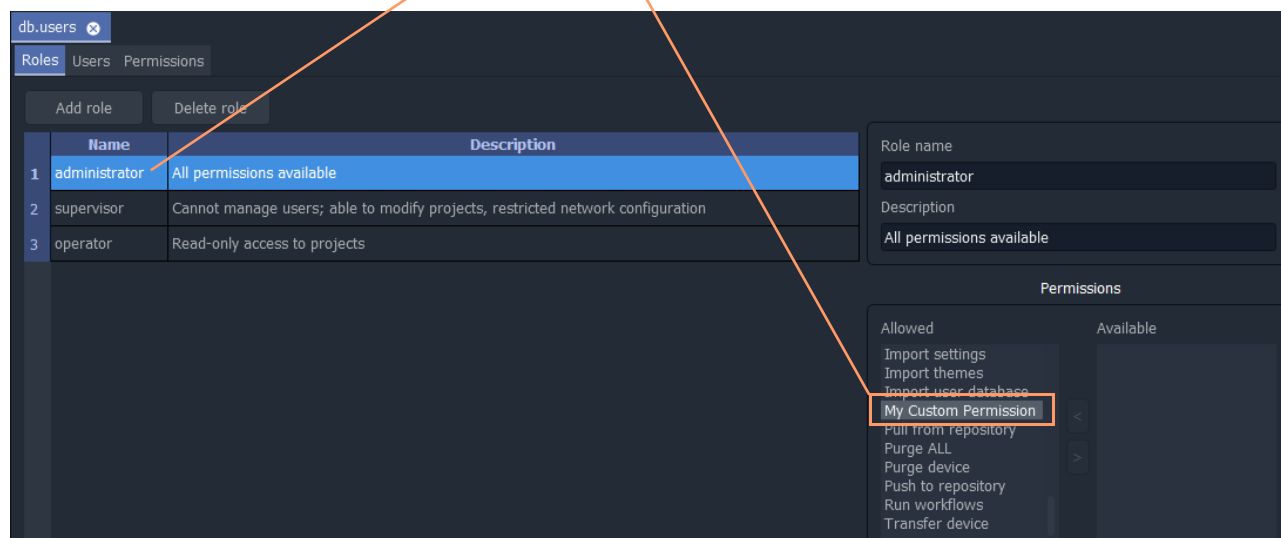 db.users
Roles Users Permissions
Add role Delete role
Name Description
1 administrator All permissions available
2 supervisor Cannot manage users; able to modify projects, restricted network configuration
3 operator Read-only access to projects
Role name
administrator
Description
All permissions available
Permissions
Allowed Available
Import settings
Import themes
Import user database
My Custom Permission
Pull from repository
Purge ALL
Purge device
Push to repository
Run workflows
Transfer device
<
>